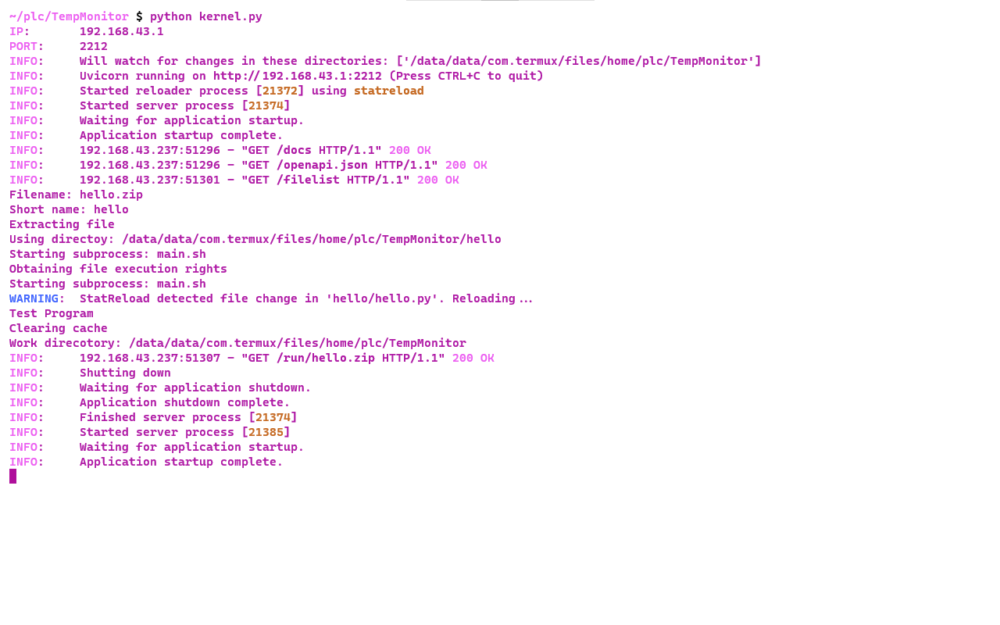 ~/plc/TempMonitor $ python kernel.py
IP:       192.168.43.1
PORT:     2212
INFO:     Will watch for changes in these directories: ['/data/data/com.termux/files/home/plc/TempMonitor']
INFO:     Uvicorn running on http://192.168.43.1:2212 (Press CTRL+C to quit)
INFO:     Started reloader process [21372] using statreload
INFO:     Started server process [21374]
INFO:     Waiting for application startup.
INFO:     Application startup complete.
INFO:     192.168.43.237:51296 - "GET /docs HTTP/1.1" 200 OK
INFO:     192.168.43.237:51296 - "GET /openapi.json HTTP/1.1" 200 OK
INFO:     192.168.43.237:51301 - "GET /filelist HTTP/1.1" 200 OK
Filename: hello.zip
Short name: hello
Extracting file
Using directoy: /data/data/com.termux/files/home/plc/TempMonitor/hello
Starting subprocess: main.sh
Obtaining file execution rights
Starting subprocess: main.sh
WARNING:  StatReload detected file change in 'hello/hello.py'. Reloading...
Test Program
Clearing cache
Work direcotory: /data/data/com.termux/files/home/plc/TempMonitor
INFO:     192.168.43.237:51307 - "GET /run/hello.zip HTTP/1.1" 200 OK
INFO:     Shutting down
INFO:     Waiting for application shutdown.
INFO:     Application shutdown complete.
INFO:     Finished server process [21374]
INFO:     Started server process [21385]
INFO:     Waiting for application startup.
INFO:     Application startup complete.